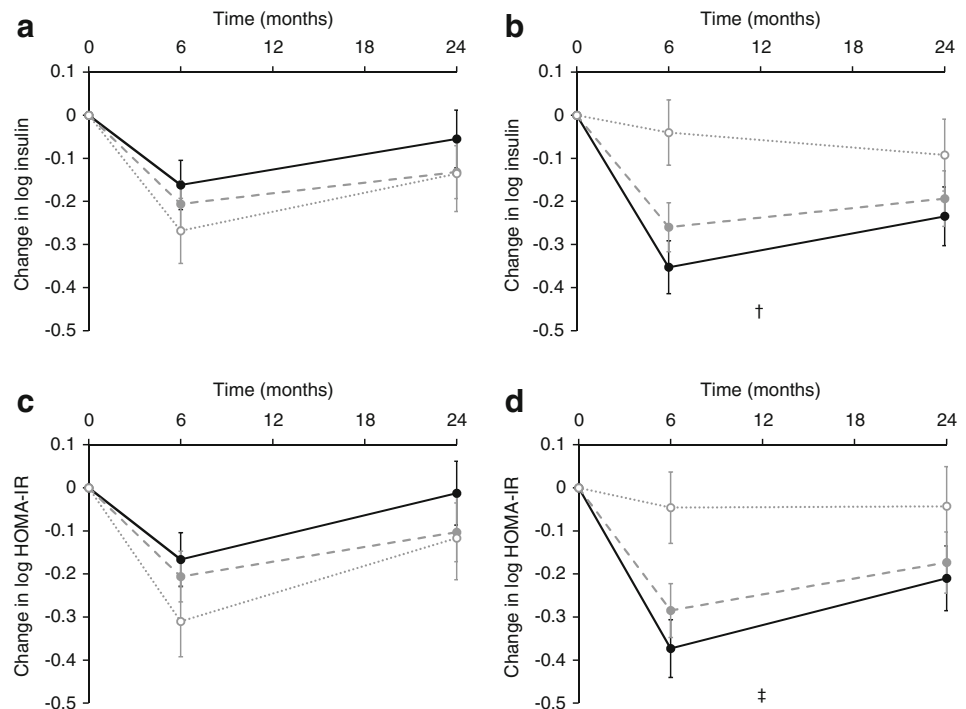 a
Time (months)
0 6 12 18 24
0.1
0
-0.1
-0.2
-0.3
-0.4
-0.5
Change in log insulin
b
Time (months)
0 6 12 18 24
0.1
0
-0.1
-0.2
-0.3
-0.4
-0.5
Change in log insulin
†
c
Time (months)
0 6 12 18 24
0.1
0
-0.1
-0.2
-0.3
-0.4
-0.5
Change in log HOMA-IR
d
Time (months)
0 6 12 18 24
0.1
0
-0.1
-0.2
-0.3
-0.4
-0.5
Change in log HOMA-IR
‡